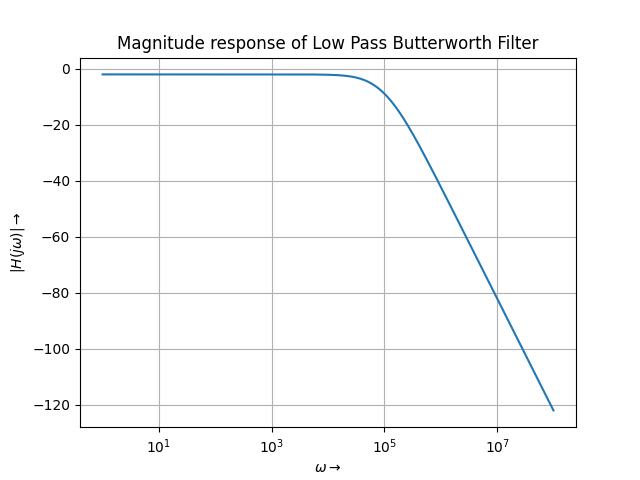 Magnitude response of Low Pass Butterworth Filter
0
−20
−40
−60
−80
−100
−120
|H(jω)|→
10¹ 10³ 10⁵ 10⁷
ω→